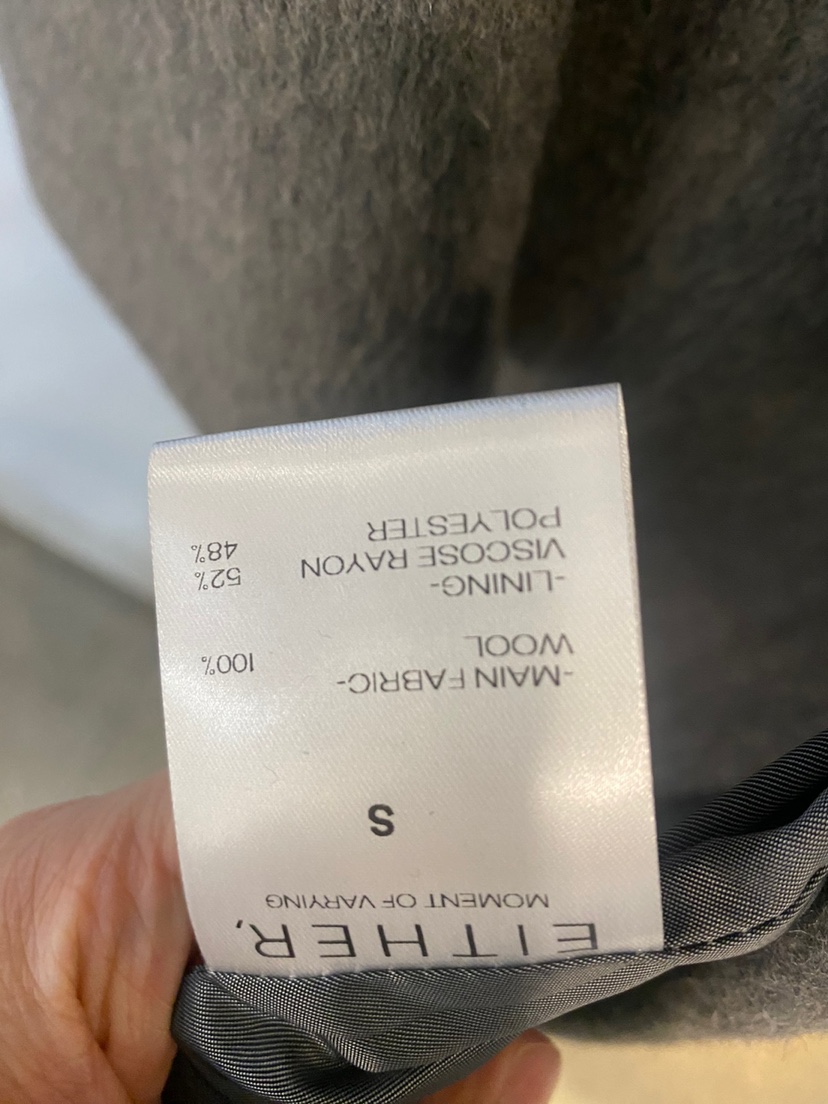 EITHER,
MOMENT OF VARYING
S
-MAIN FABRIC-
WOOL 100%
-LINING-
VISCOSE RAYON 52%
POLYESTER 48%